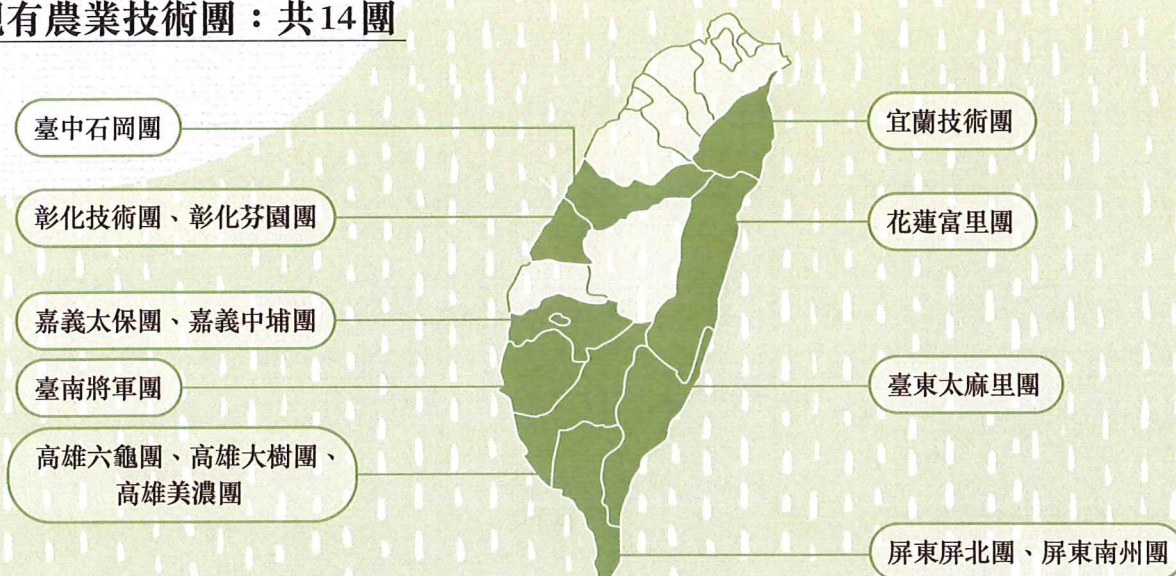 有農業技術團：共14團
臺中石岡團
彰化技術團、彰化芬園團
嘉義太保團、嘉義中埔團
臺南將軍團
高雄六龜團、高雄大樹團、
高雄美濃團
宜蘭技術團
花蓮富里團
臺東太麻里團
屏東屏北團、屏東南州團